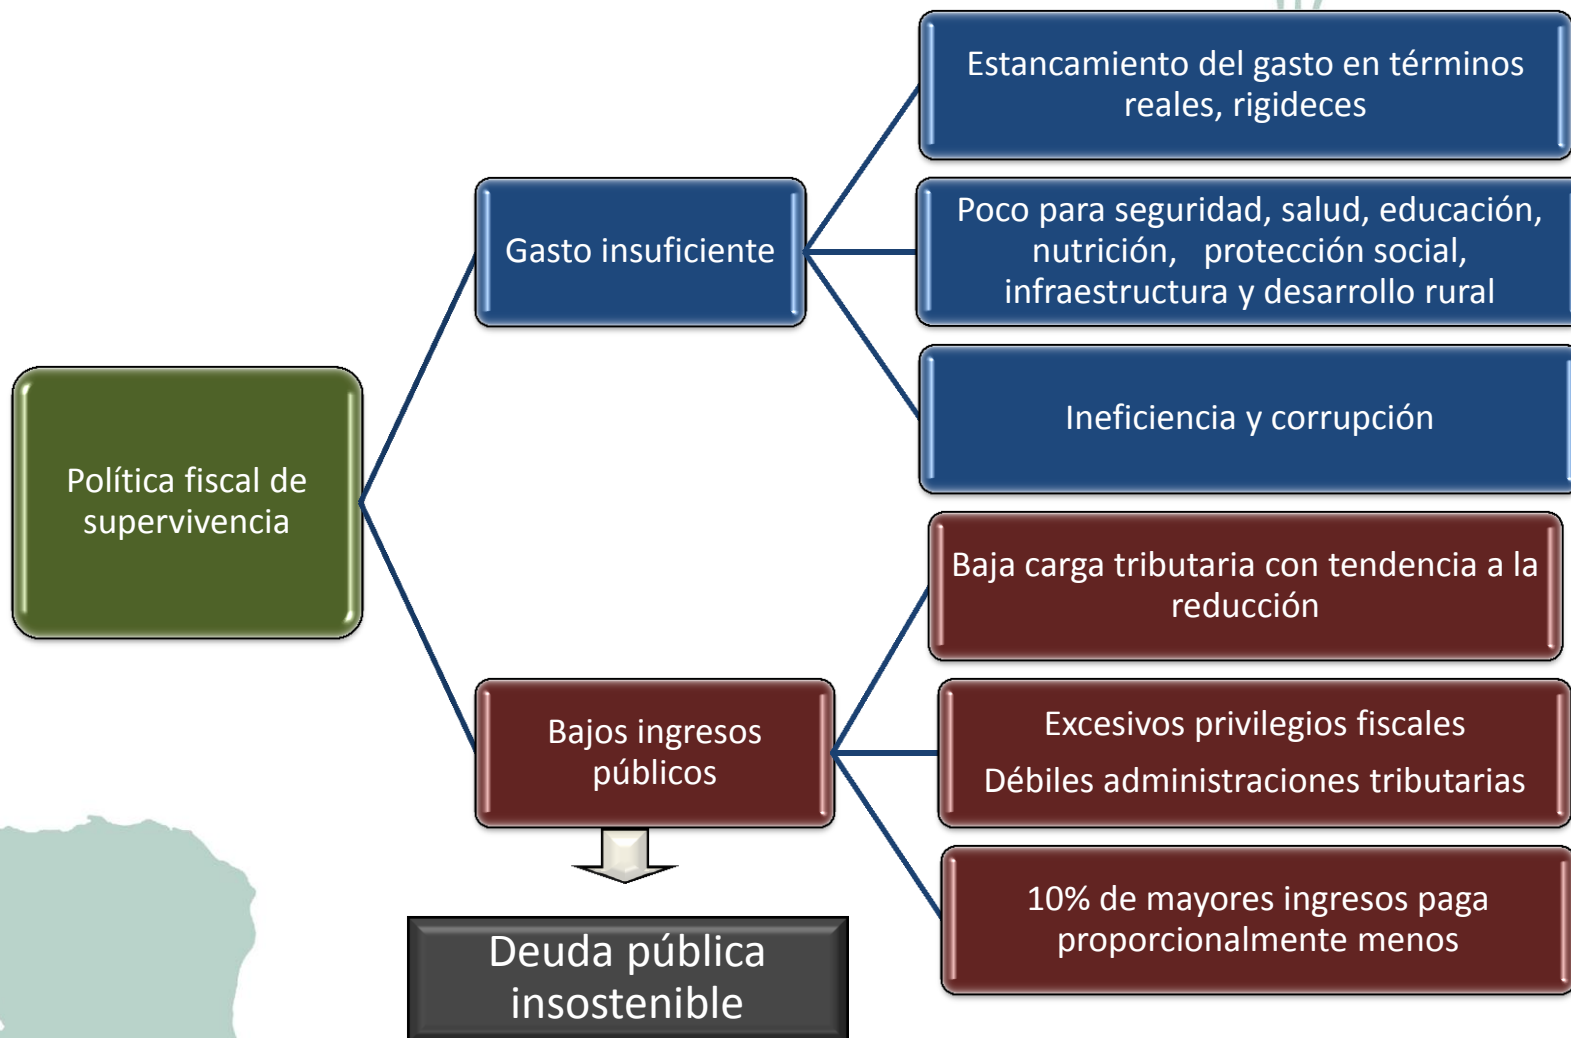 Política fiscal de
supervivencia
Gasto insuficiente
Estancamiento del gasto en términos
reales, rigideces
Poco para seguridad, salud, educación,
nutrición, protección social,
infraestructura y desarrollo rural
Ineficiencia y corrupción
Bajos ingresos
públicos
Baja carga tributaria con tendencia a la
reducción
Excesivos privilegios fiscales
Débiles administraciones tributarias
10% de mayores ingresos paga
proporcionalmente menos
Deuda pública
insostenible